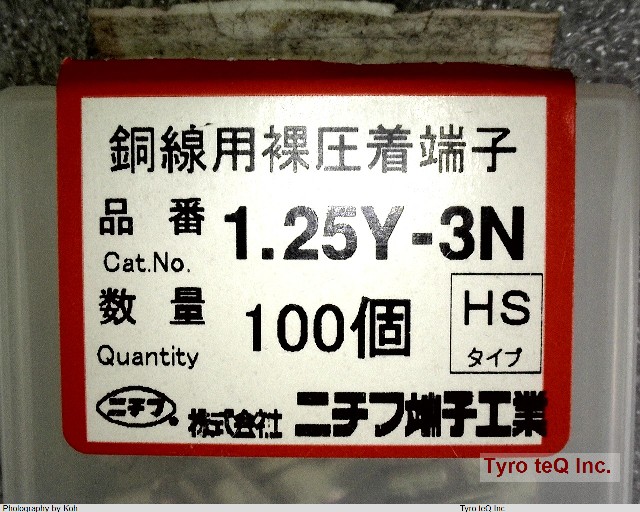 銅線用裸圧着端子
品番 1.25Y-3N
Cat.No.
数量 100個
Quantity
HS
タイプ
ニチフ 株式会社 ニチフ端子工業
Tyro teQ Inc.
Photography by Koh
Tyro teQ Inc